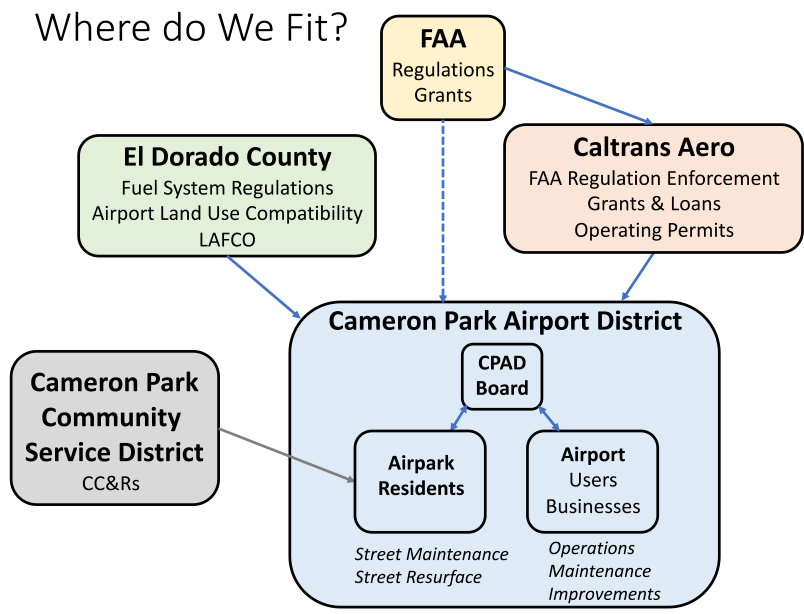 Where do We Fit?
FAA
Regulations
Grants
El Dorado County
Fuel System Regulations
Airport Land Use Compatibility
LAFCO
Caltrans Aero
FAA Regulation Enforcement
Grants & Loans
Operating Permits
Cameron Park Airport District
CPAD
Board
Cameron Park
Community
Service District
CC&Rs
Airpark
Residents
Airport
Users
Businesses
Street Maintenance
Street Resurface
Operations
Maintenance
Improvements